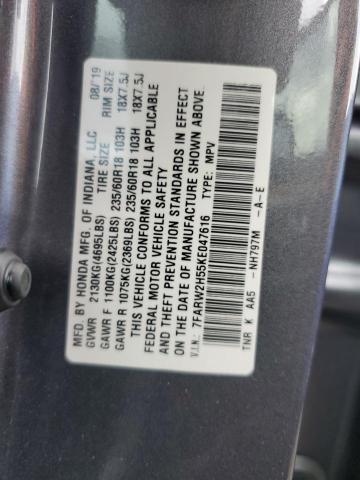 MFD. BY HONDA MFG. OF INDIANA, LLC 08/19
GVWR 2130KG(4695LBS) TIRE SIZE RIM SIZE
GAWR F 1100KG(2425LBS) 235/60R18 103H 18X7.5J
GAWR R 1075KG(2369LBS) 235/60R18 103H 18X7.5J
THIS VEHICLE CONFORMS TO ALL APPLICABLE
FEDERAL MOTOR VEHICLE SAFETY
AND THEFT PREVENTION STANDARDS IN EFFECT
ON THE DATE OF MANUFACTURE SHOWN ABOVE.
V.I.N.: 7FARW2H55KE047616 TYPE: MPV
TNR K AA5 - NH797M -A-E